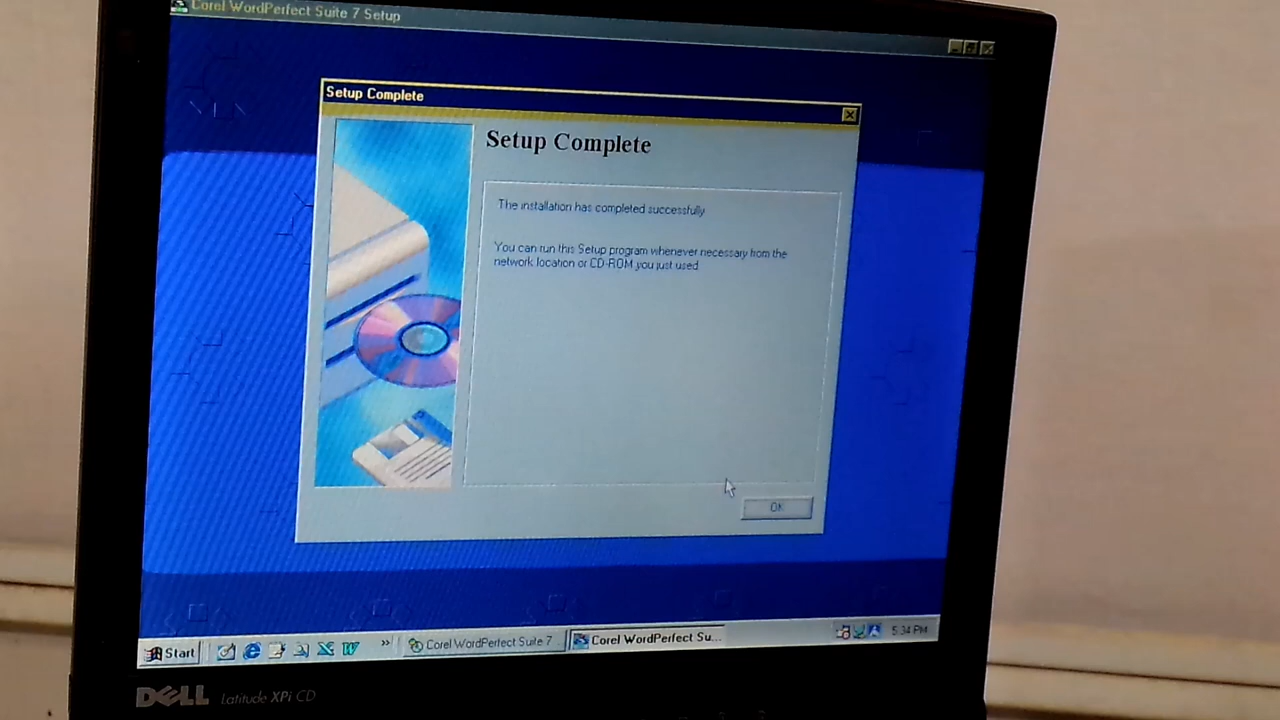 Corel WordPerfect Suite 7 Setup
Setup Complete
Setup Complete
The installation has completed successfully.
You can run this Setup program whenever necessary from the
network location or CD-ROM you just used.
OK
Start
Corel WordPerfect Suite 7
Corel WordPerfect Su...
5:34 PM
DELL Latitude XPi CD